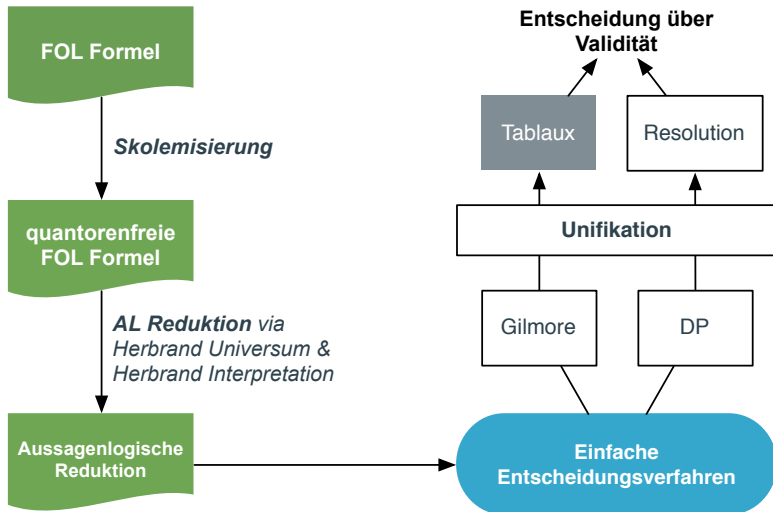 FOL Formel
Skolemisierung
quantorenfreie
FOL Formel
AL Reduktion via
Herbrand Universum &
Herbrand Interpretation
Aussagenlogische
Reduktion
Entscheidung über
Validität
Tablaux
Resolution
Unifikation
Gilmore
DP
Einfache
Entscheidungsverfahren